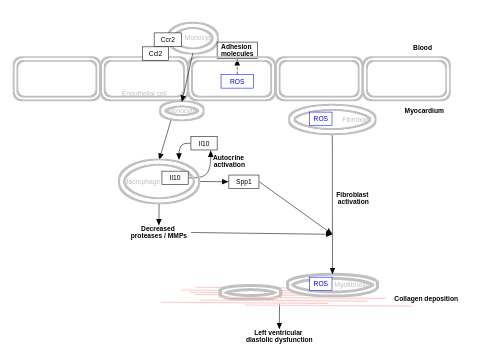 Ccr2
Monocyte
Ccl2
Adhesion
molecules
Blood
ROS
Endothelial cell
Monocyte
Myocardium
ROS
Fibroblast
Il10
Autocrine
activation
Macrophage
Il10
Spp1
Fibroblast
activation
Decreased
proteases / MMPs
ROS
Myofibroblast
Collagen deposition
Left ventricular
diastolic dysfunction